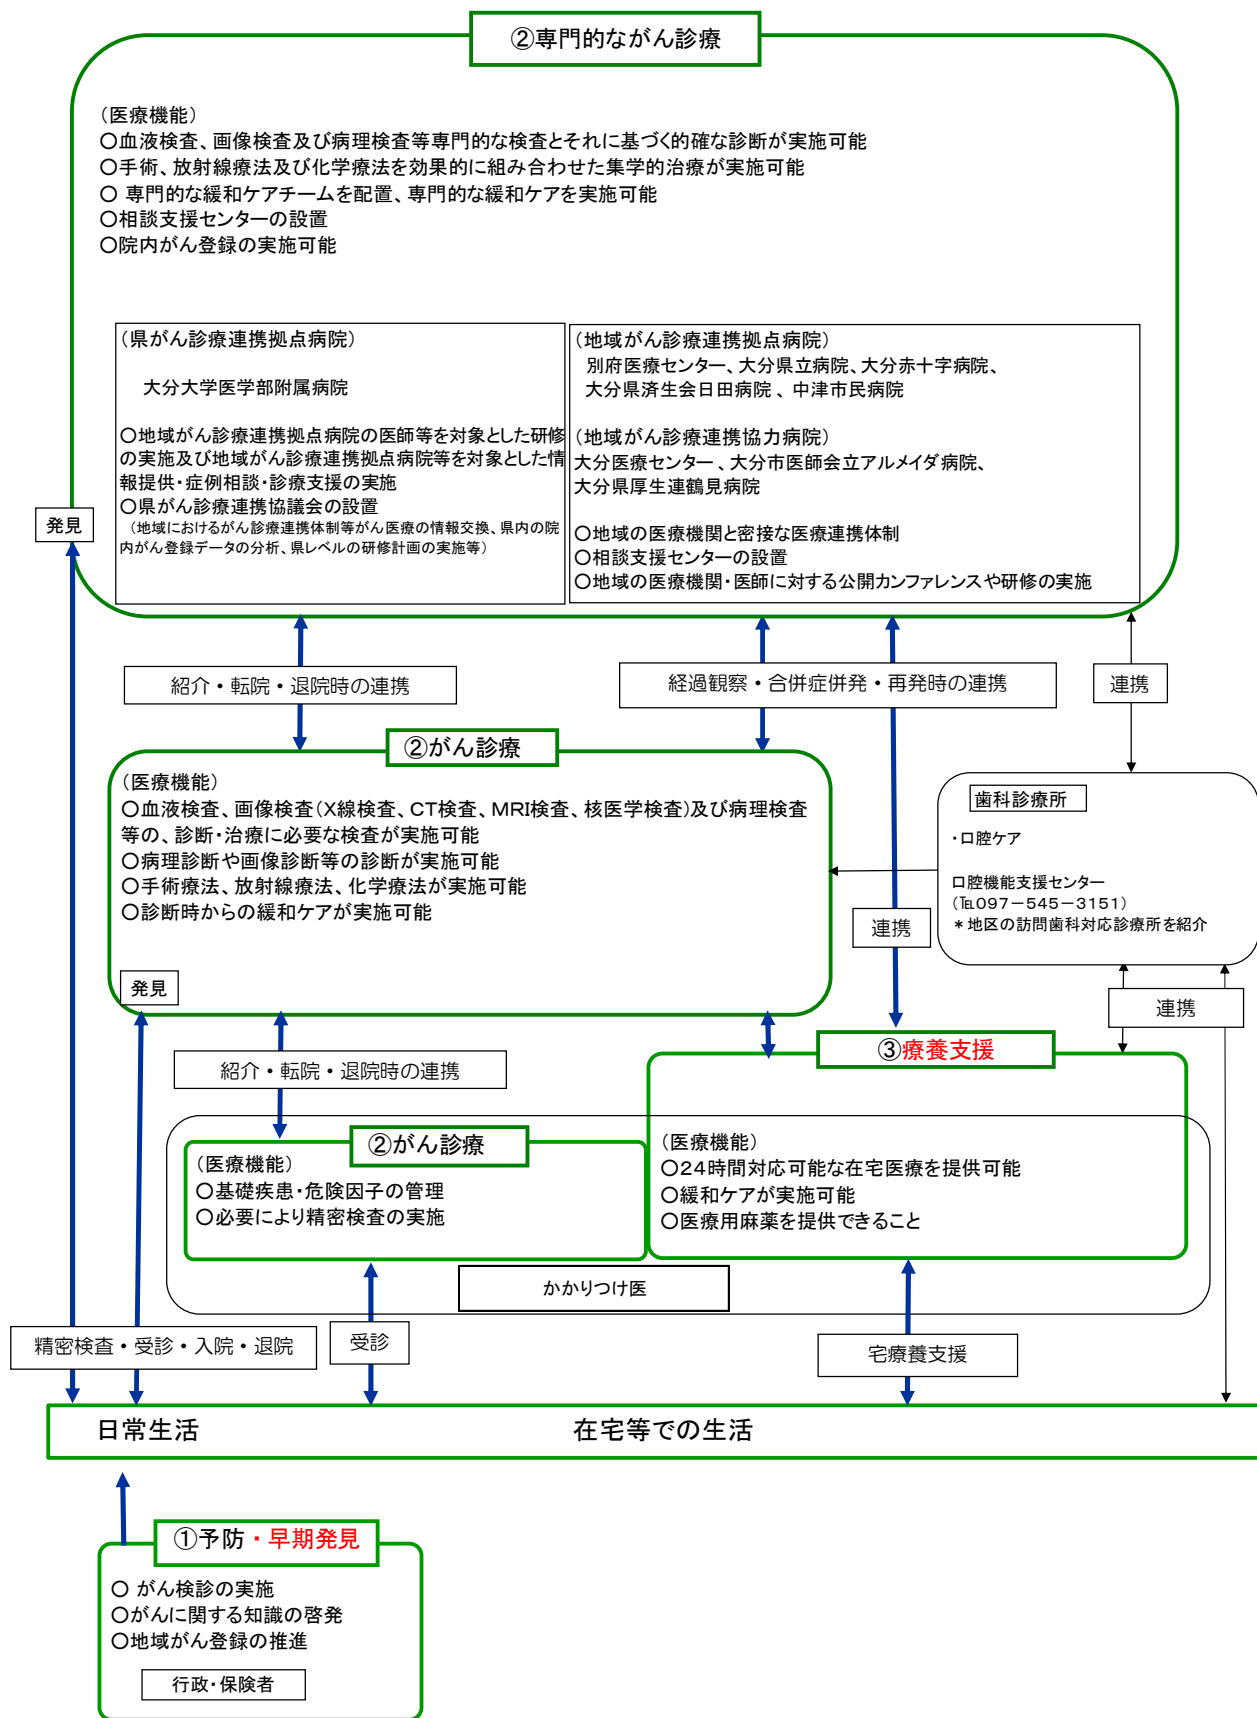 ②専門的ながん診療
（医療機能）
○血液検査、画像検査及び病理検査等専門的な検査とそれに基づく的確な診断が実施可能
○手術、放射線療法及び化学療法を効果的に組み合わせた集学的治療が実施可能
○ 専門的な緩和ケアチームを配置、専門的な緩和ケアを実施可能
○相談支援センターの設置
○院内がん登録の実施可能
（県がん診療連携拠点病院）
大分大学医学部附属病院
○地域がん診療連携拠点病院の医師等を対象とした研修
の実施及び地域がん診療連携拠点病院等を対象とした情
報提供・症例相談・診療支援の実施
○県がん診療連携協議会の設置
（地域におけるがん診療連携体制等がん医療の情報交換、県内の院
内がん登録データの分析、県レベルの研修計画の実施等）
（地域がん診療連携拠点病院）
別府医療センター、大分県立病院、大分赤十字病院、
大分県済生会日田病院 、中津市民病院
（地域がん診療連携協力病院）
大分医療センター 、大分市医師会立アルメイダ病院、
大分県厚生連鶴見病院
○地域の医療機関と密接な医療連携体制
○相談支援センターの設置
○地域の医療機関・医師に対する公開カンファレンスや研修の実施
発見
紹介・転院・退院時の連携
経過観察・合併症併発・再発時の連携
連携
②がん診療
（医療機能）
○血液検査、画像検査（X線検査、CT検査、MRI検査、核医学検査）及び病理検査
等の、診断・治療に必要な検査が実施可能
○病理診断や画像診断等の診断が実施可能
○手術療法、放射線療法、化学療法が実施可能
○診断時からの緩和ケアが実施可能
発見
歯科診療所
・口腔ケア
口腔機能支援センター
（℡097－545－3151）
＊地区の訪問歯科対応診療所を紹介
連携
連携
紹介・転院・退院時の連携
③療養支援
（医療機能）
○24時間対応可能な在宅医療を提供可能
○緩和ケアが実施可能
○医療用麻薬を提供できること
②がん診療
（医療機能）
○基礎疾患・危険因子の管理
○必要により精密検査の実施
かかりつけ医
精密検査・受診・入院・退院
受診
宅療養支援
日常生活
在宅等での生活
①予防・早期発見
○ がん検診の実施
○がんに関する知識の啓発
○地域がん登録の推進
行政・保険者